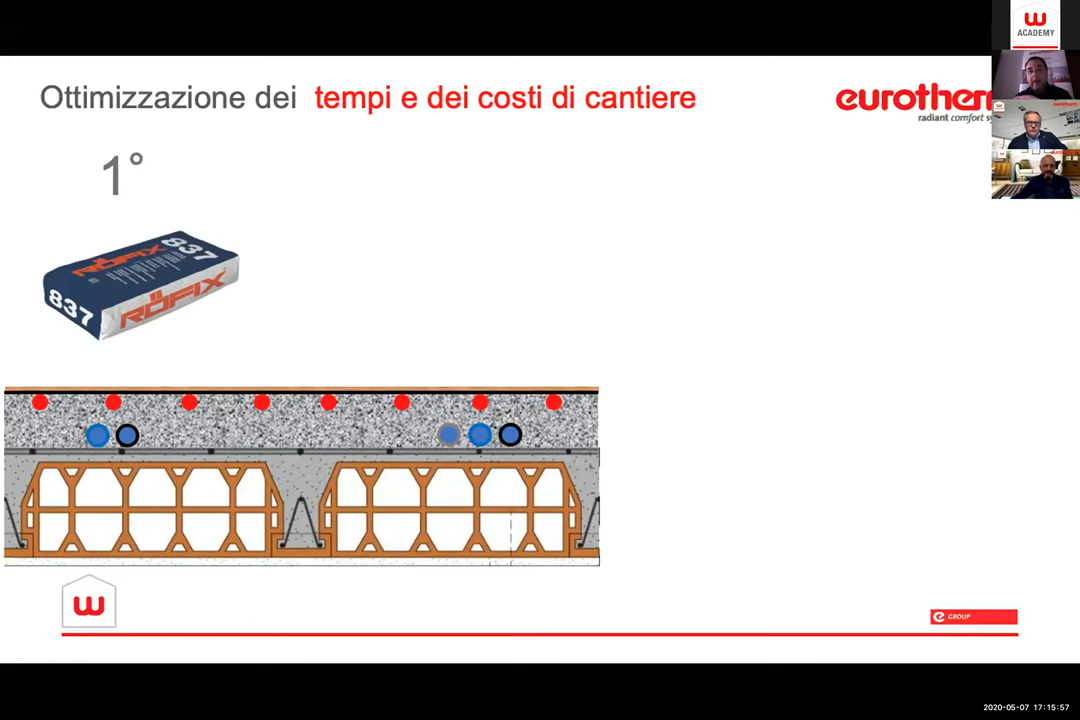 W
ACADEMY
Ottimizzazione dei tempi e dei costi di cantiere
eurotherm
radiant comfort sy
1°
RÖFIX
837
837
RÖFIX
W
e GROUP
2020-05-07 17:15:57